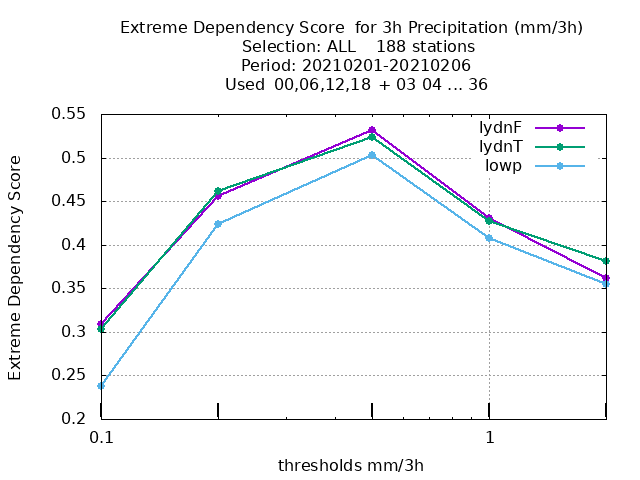 Extreme Dependency Score  for 3h Precipitation (mm/3h)
Selection: ALL    188 stations
Period: 20210201-20210206
Used  00,06,12,18  + 03 04 ... 36
lydnF
lydnT
lowp
0.55
0.5
0.45
0.4
0.35
0.3
0.25
0.2
Extreme Dependency Score
0.1 1
thresholds mm/3h